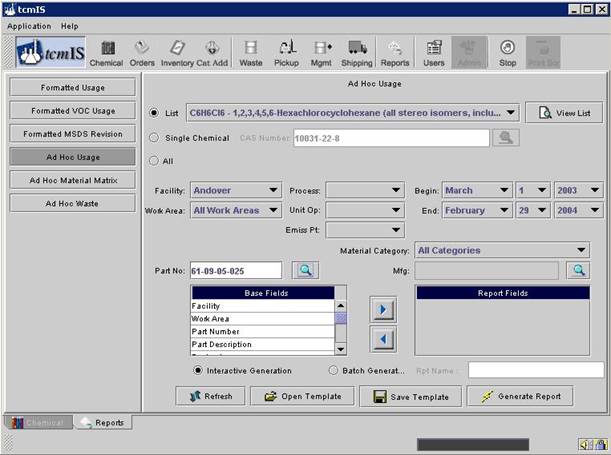 tcmIS
Application Help
tcmIS Chemical Orders Inventory Cat Add Waste Pickup Mgmt Shipping Reports Users Admin Stop Print Scr
Formatted Usage
Formatted VOC Usage
Formatted MSDS Revision
Ad Hoc Usage
Ad Hoc Material Matrix
Ad Hoc Waste
Ad Hoc Usage
List C6H6Cl6 - 1,2,3,4,5,6-Hexachlorocyclohexane (all stereo isomers, inclu... View List
Single Chemical CAS Number: 10031-22-8
All
Facility: Andover Process: Begin: March 1 2003
Work Area: All Work Areas Unit Op: End: February 29 2004
Emiss Pt:
Material Category: All Categories
Part No: 61-09-05-025 Mfg:
Base Fields Report Fields
Facility
Work Area
Part Number
Part Description
Interactive Generation Batch Generat... Rpt Name :
Refresh Open Template Save Template Generate Report
Chemical Reports